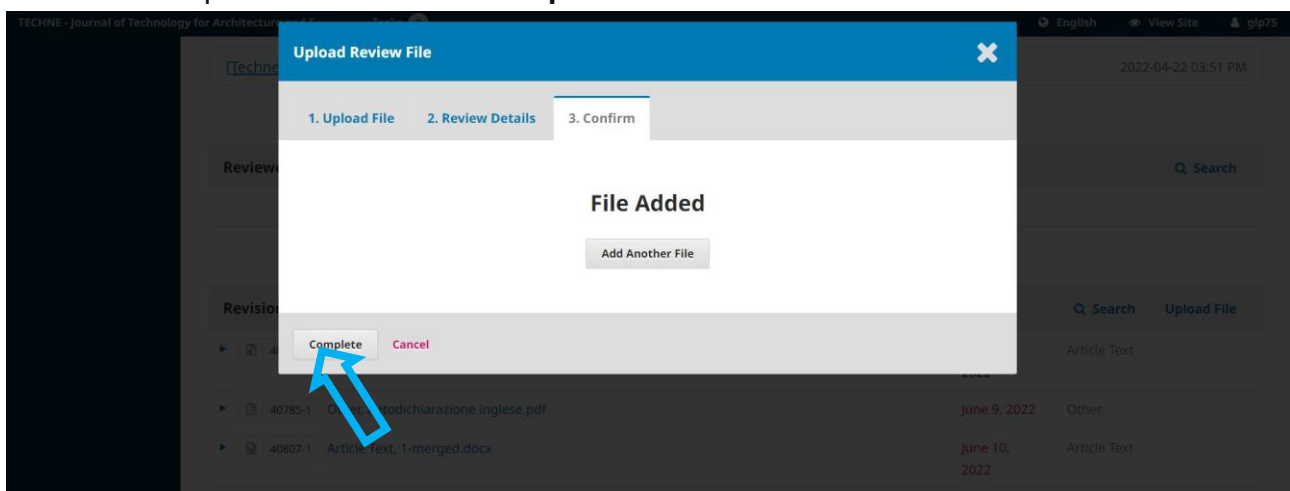 TECHNE - Journal of Technology for Architecture
English View Site glp75
Upload Review File
[Techne 2022-04-22 03:51 PM
1. Upload File 2. Review Details 3. Confirm
Search
File Added
Add Another File
Search Upload File
Complete Cancel
Article Text
2022
40785-1 autodichiarazione inglese.pdf June 9, 2022 Other
40807-1 Article Text, 1-merged.docx June 10, Article Text
2022